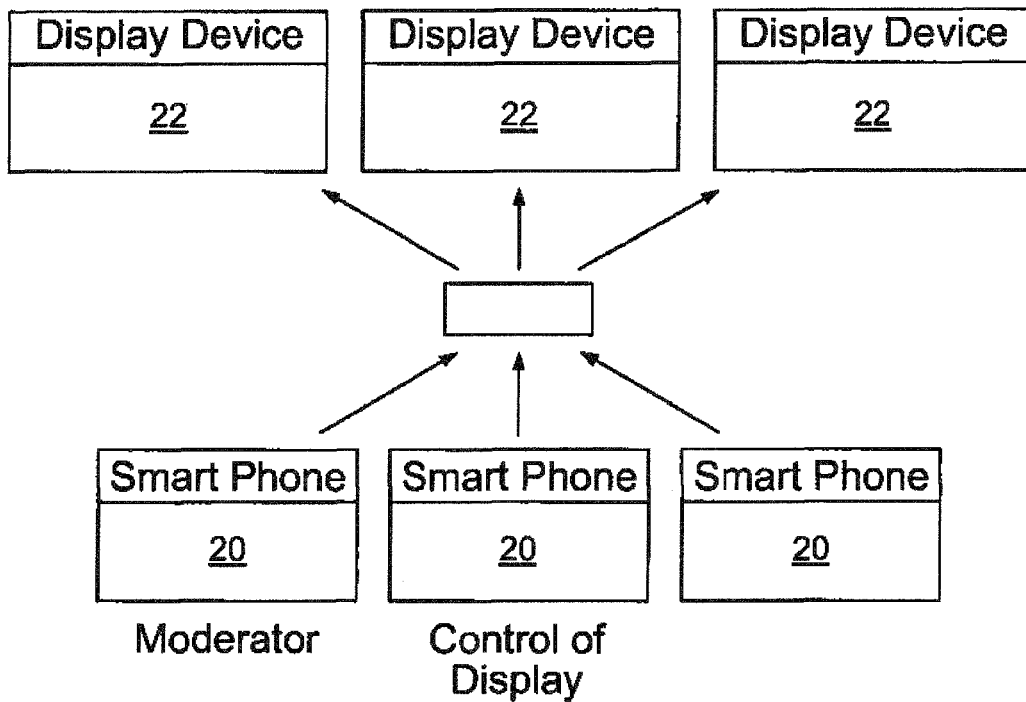 Display Device Display Device Display Device
22 22 22
Smart Phone Smart Phone Smart Phone
20 20 20
Moderator Control of
Display